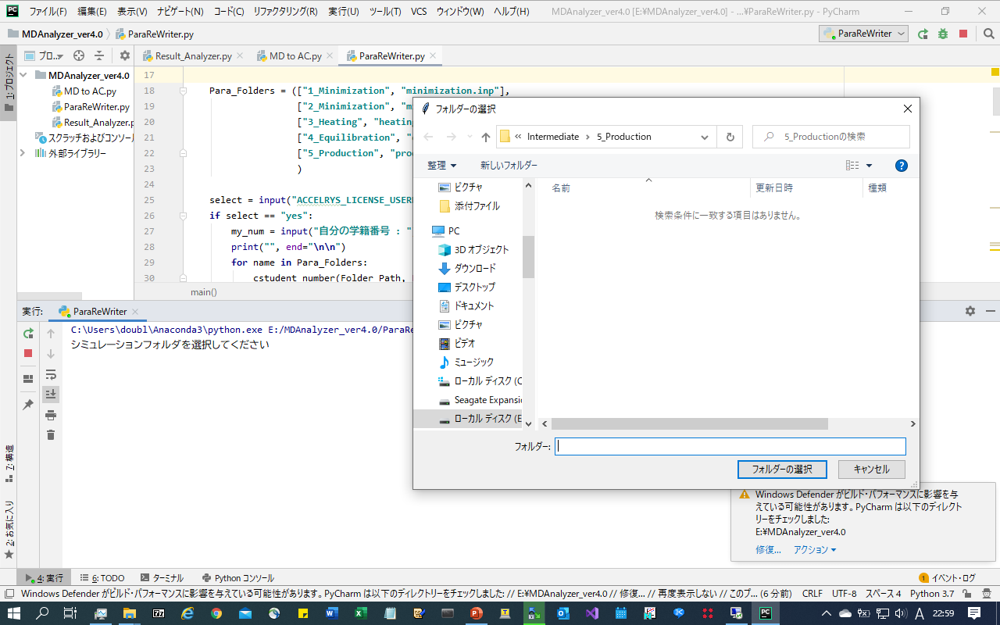 ファイル(F) 編集(E) 表示(V) ナビゲート(N) コード(C) リファクタリング(R) 実行(U) ツール(T) VCS ウィンドウ(W) ヘルプ(H) MDAnalyzer_ver4.0 [E:¥MDAnalyzer_ver4.0] - ...¥ParaReWriter.py - PyCharm
MDAnalyzer_ver4.0 ParaReWriter.py
ParaReWriter
プロ...
Result_Analyzer.py MD to AC.py ParaReWriter.py
1: プロジェクト
MDAnalyzer_ver4.0
MD to AC.py
ParaReWriter.py
Result_Analyzer.p
スクラッチおよびコンソール
外部ライブラリー
17
18 Para_Folders = (["1_Minimization", "minimization.inp"],
19 ["2_Minimization", "m
20 ["3_Heating", "heating
21 ["4_Equilibration", "
22 ["5_Production", "pro
23 )
24
25 select = input("ACCELRYS_LICENSE_USER
26 if select == "yes":
27 my_num = input("自分の学籍番号 : "
28 print("", end="\n\n")
29 for name in Para_Folders:
30 cstudent_number(Folder_Path,
main()
フォルダーの選択
« Intermediate › 5_Production
5_Productionの検索
整理 新しいフォルダー
名前 更新日時 種類
検索条件に一致する項目はありません。
ピクチャ
添付ファイル
PC
3D オブジェクト
ダウンロード
デスクトップ
ドキュメント
ピクチャ
ビデオ
ミュージック
ローカル ディスク (C
Seagate Expansi
ローカル ディスク (E
フォルダー:
フォルダーの選択 キャンセル
実行: ParaReWriter
C:\Users\doubl\Anaconda3\python.exe E:/MDAnalyzer_ver4.0/ParaRe
シミュレーションフォルダを選択してください
7: 構造
2: お気に入り
Windows Defender がビルド・パフォーマンスに影響を与
えている可能性があります。PyCharm は以下のディレクト
リーをチェックしました:
E:¥MDAnalyzer_ver4.0
修復... アクション
4: 実行 6: TODO ターミナル Python コンソール
1 イベント・ログ
Windows Defender がビルド・パフォーマンスに影響を与えている可能性があります。PyCharm は以下のディレクトリーをチェックしました: // E:¥MDAnalyzer_ver4.0 // 修復... // 再度表示しない // このプ... (6 分前) CRLF UTF-8 スペース 4 Python 3.7
A 22:59